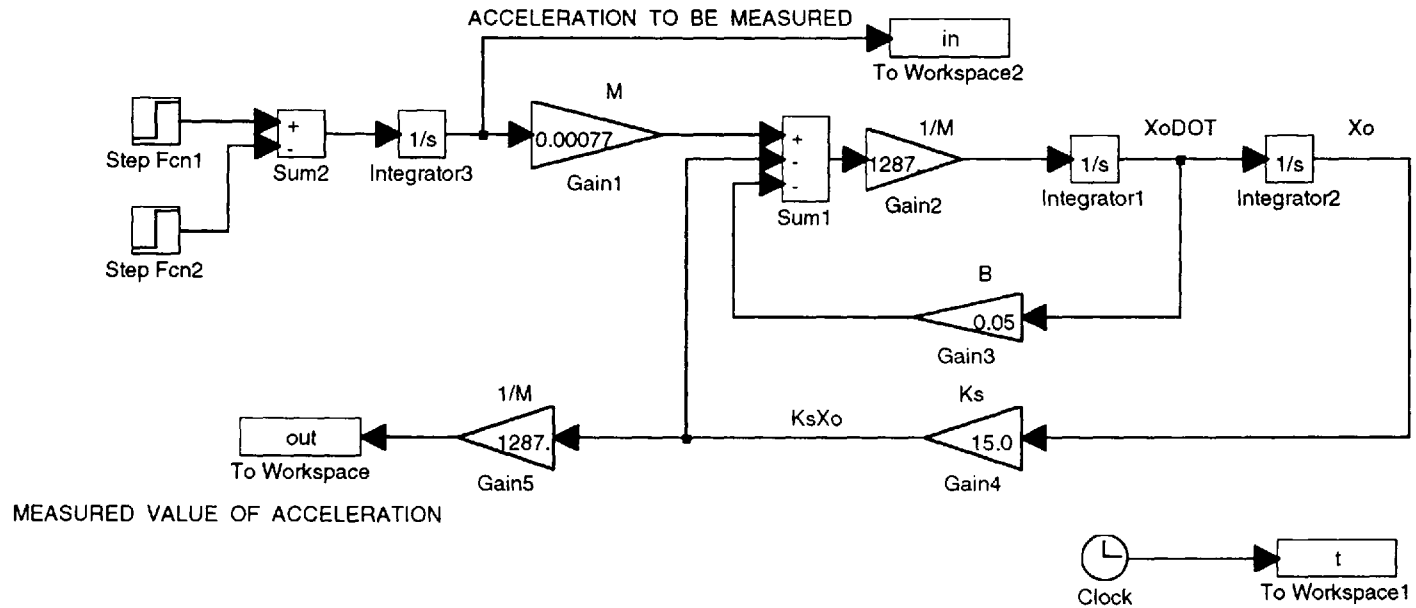 ACCELERATION TO BE MEASURED
in
To Workspace2
M
Step Fcn1
+
-
Sum2
1/s
Integrator3
0.00077
Gain1
+
-
-
Sum1
1/M
1287.
Gain2
XoDOT
1/s
Integrator1
Xo
1/s
Integrator2
Step Fcn2
B
0.05
Gain3
1/M
out
To Workspace
1287.
Gain5
KsXo
Ks
15.0
Gain4
MEASURED VALUE OF ACCELERATION
Clock
t
To Workspace1